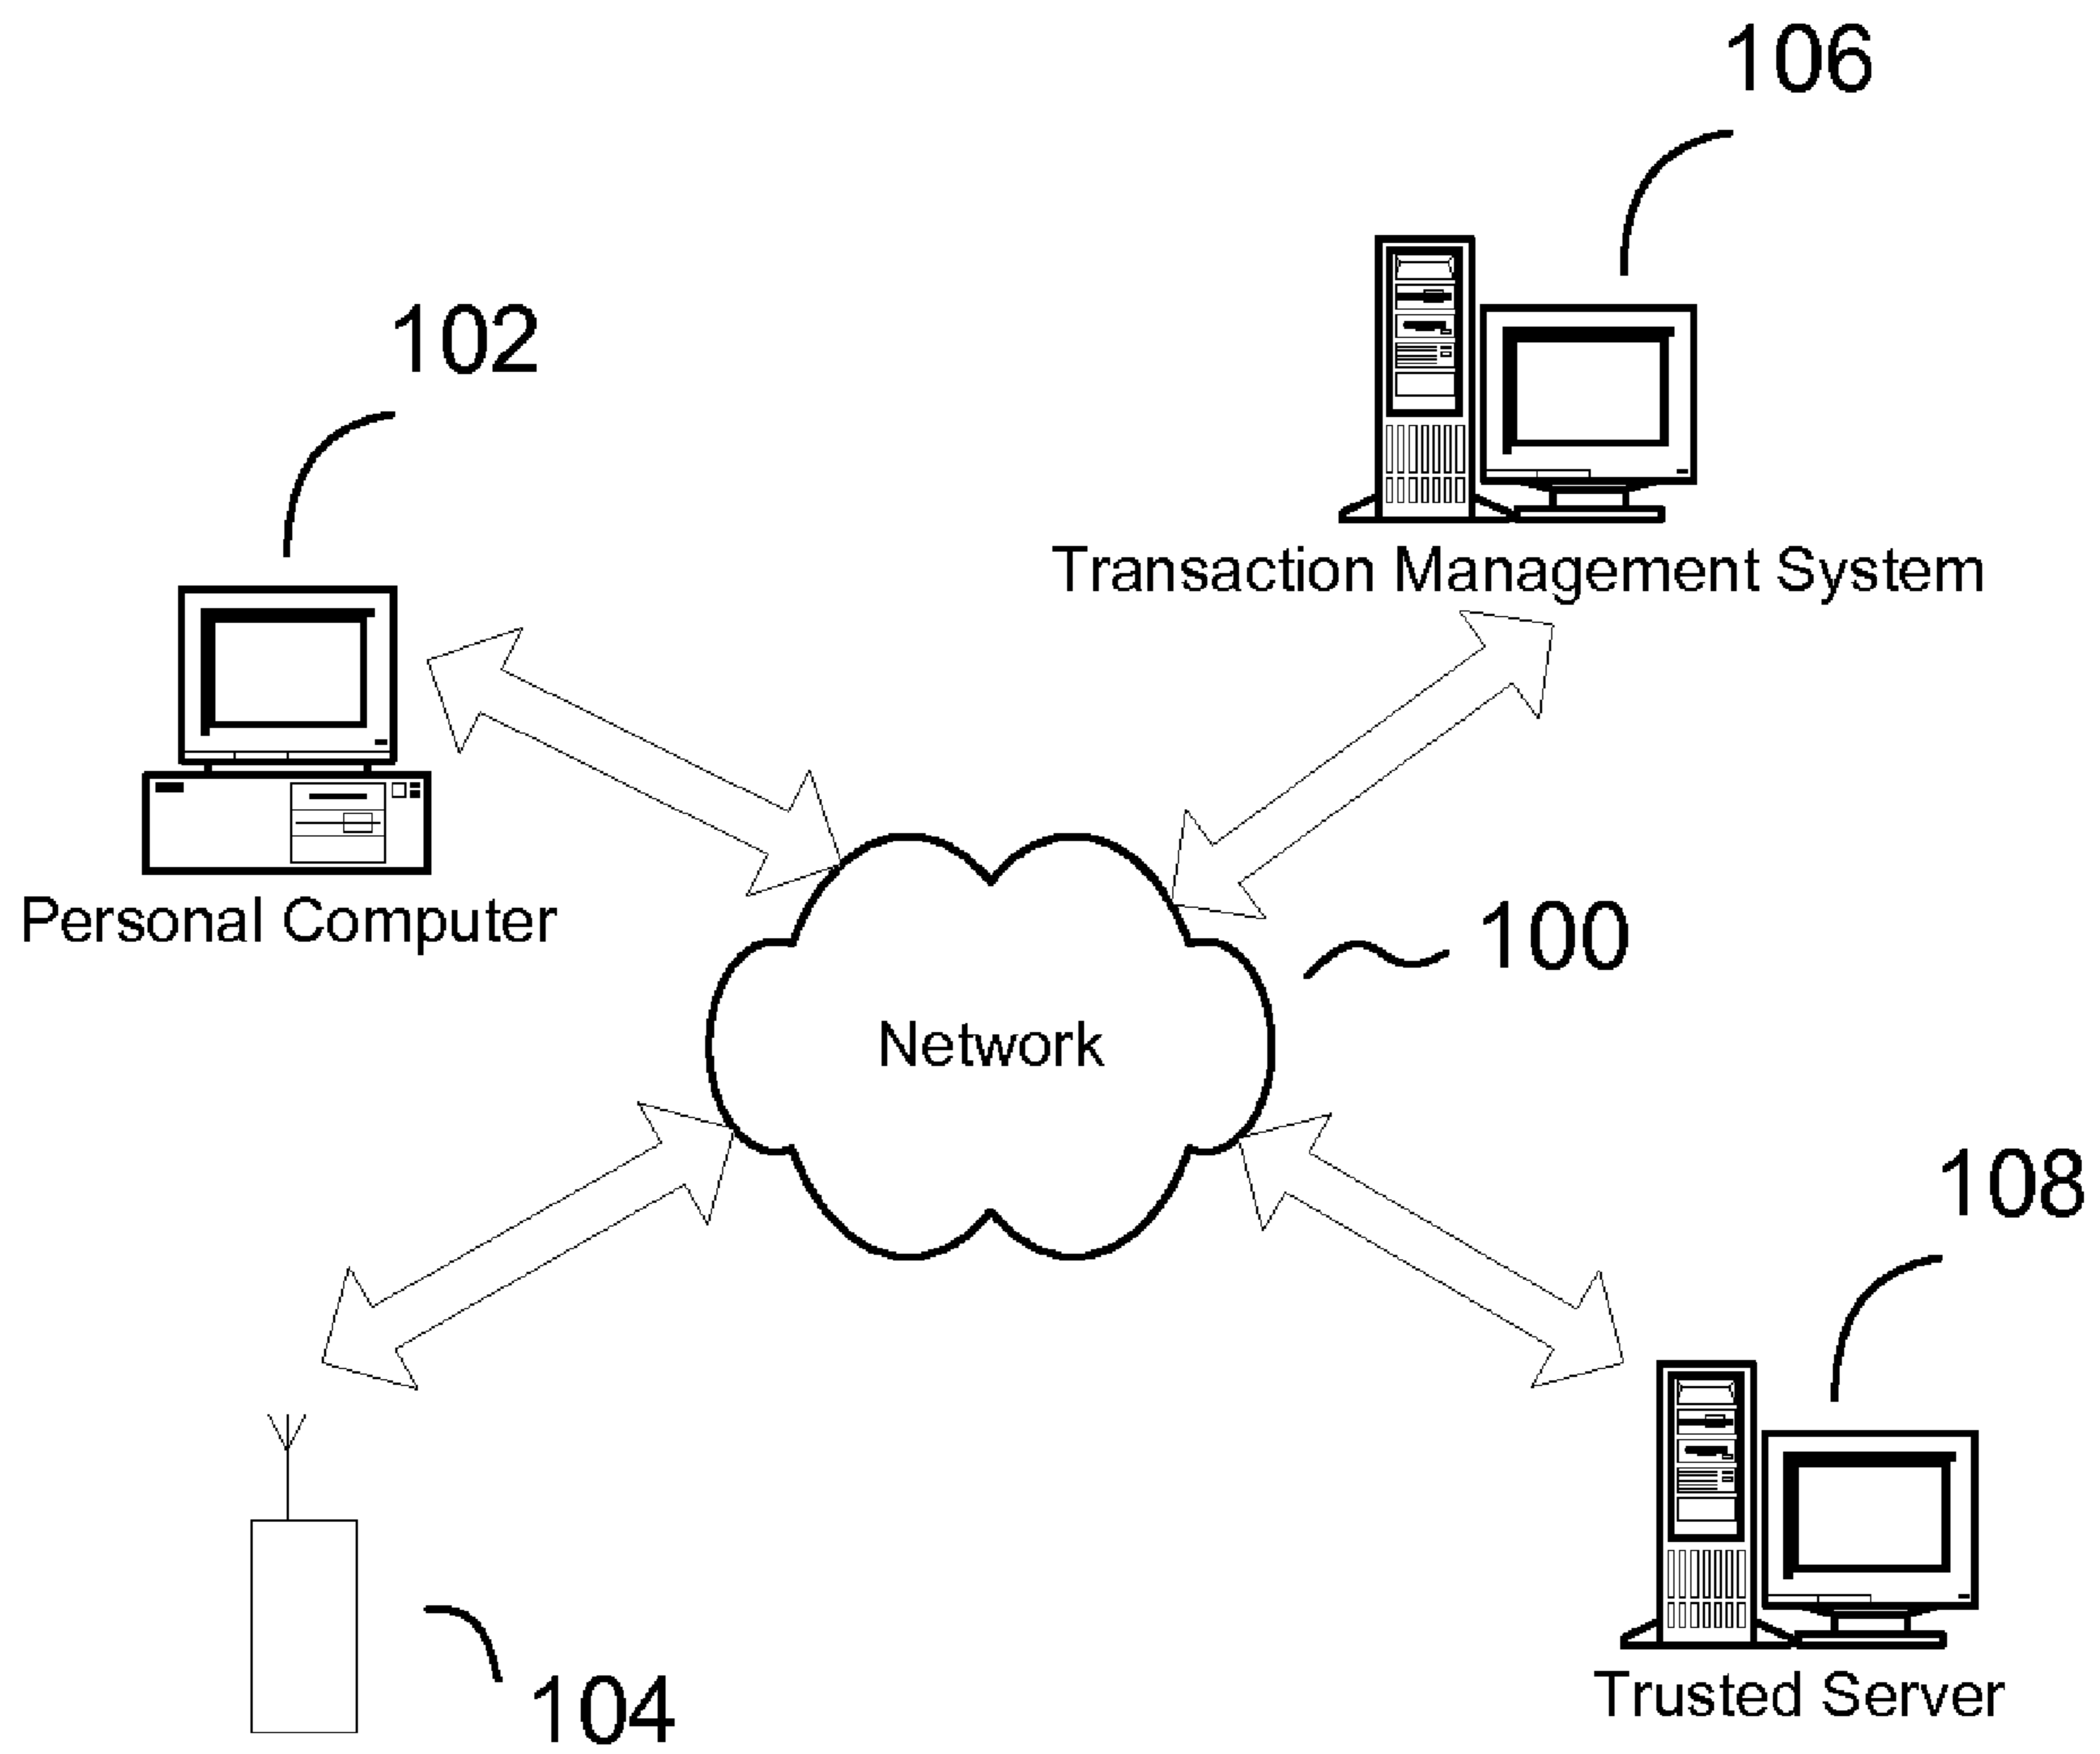 106
102
Transaction Management System
Personal Computer
100
Network
108
104
Trusted Server